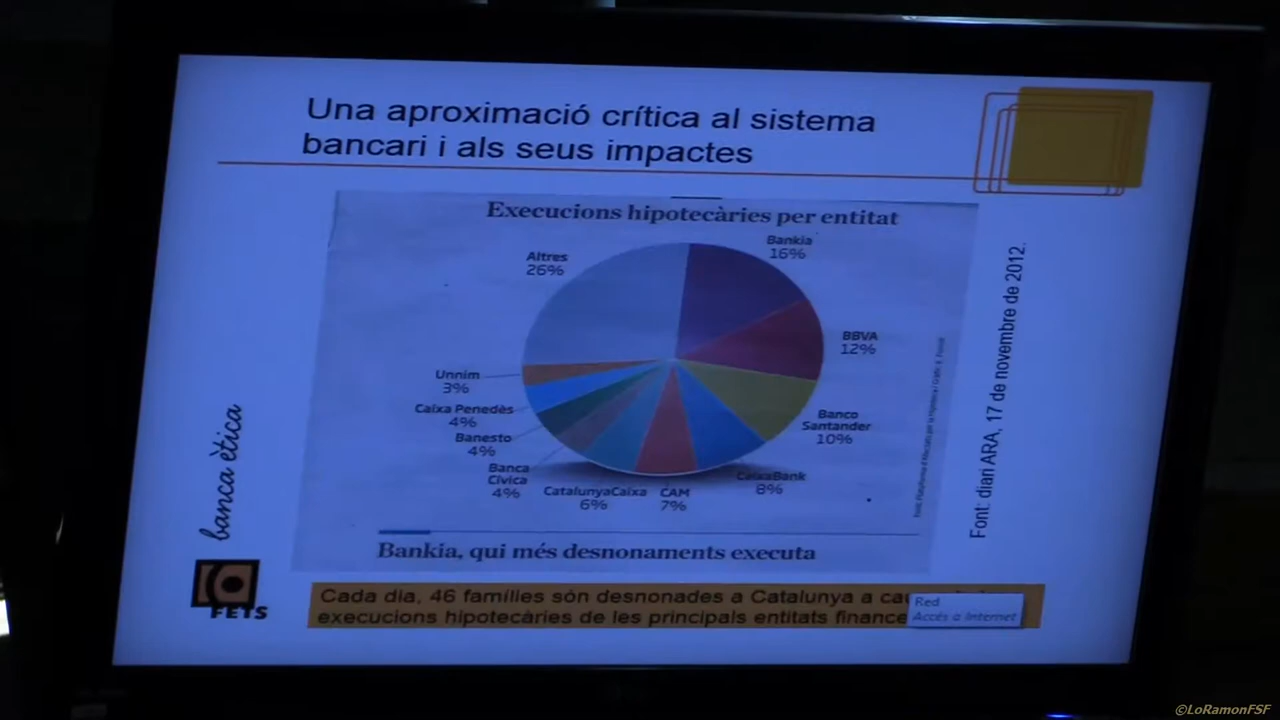 Una aproximació crítica al sistema
bancari i als seus impactes
Execucions hipotecàries per entitat
Bankia
16%
Altres
26%
BBVA
12%
Banco
Santander
10%
CaixaBank
8%
CAM
7%
CatalunyaCaixa
6%
Banca
Cívica
4%
Banesto
4%
Caixa Penedès
4%
Unnim
3%
Bankia, qui més desnonaments executa
Font: diari ARA, 17 de novembre de 2012.
banca ètica
FETS
Cada dia, 46 famílies són desnonades a Catalunya a
execucions hipotecàries de les principals entitats
Red
Acceso a Internet
©LoRamonFSF